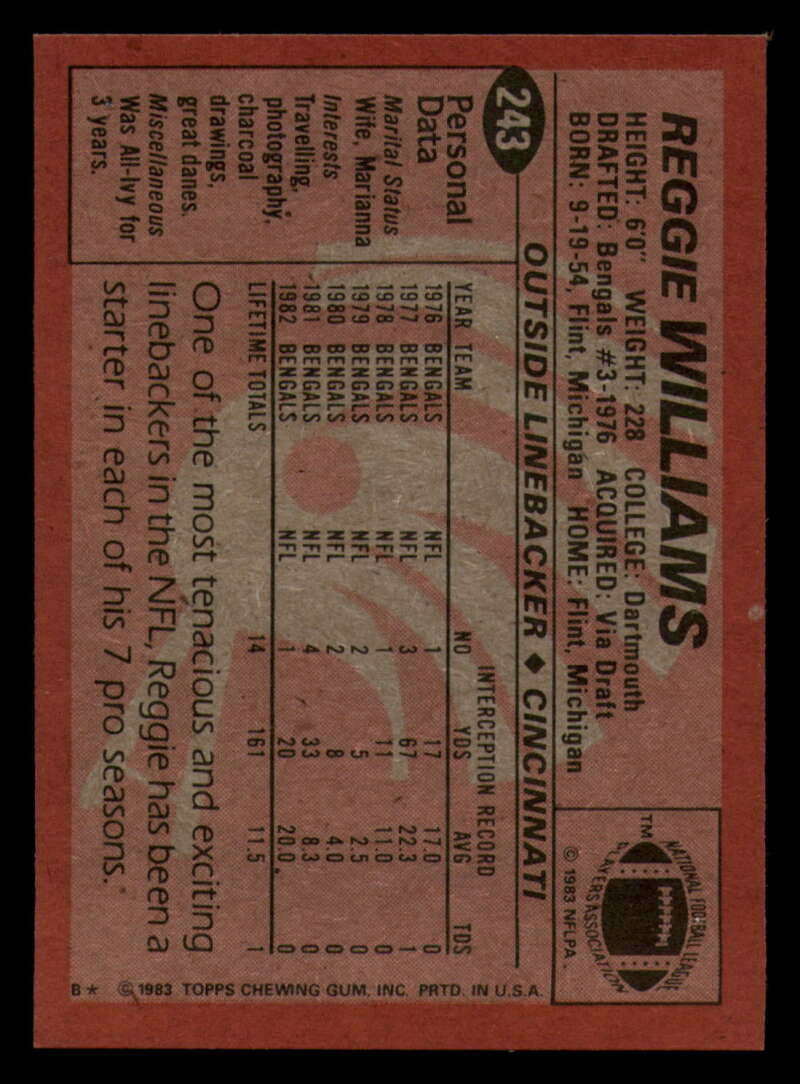 REGGIE WILLIAMS
HEIGHT: 6'0" WEIGHT: 228 COLLEGE: Dartmouth
DRAFTED: Bengals #3-1976 ACQUIRED: Via Draft
BORN: 9-19-54, Flint, Michigan HOME: Flint, Michigan
NATIONAL FOOTBALL LEAGUE
PLAYERS ASSOCIATION
TM
© 1983 NFLPA
243
OUTSIDE LINEBACKER ♦ CINCINNATI
Personal
Data
Marital Status
Wife, Marianna
Interests
Travelling,
photography,
charcoal
drawings,
great danes.
Miscellaneous
Was All-Ivy for
3 years.
INTERCEPTION RECORD
YEAR TEAM NO YDS AVG TDS
1976 BENGALS NFL 1 17 17.0 0
1977 BENGALS NFL 3 67 22.3 1
1978 BENGALS NFL 1 11 11.0 0
1979 BENGALS NFL 2 5 2.5 0
1980 BENGALS NFL 2 8 4.0 0
1981 BENGALS NFL 4 33 8.3 0
1982 BENGALS NFL 1 20 20.0 0
LIFETIME TOTALS 14 161 11.5 1
One of the most tenacious and exciting
linebackers in the NFL, Reggie has been a
starter in each of his 7 pro seasons.
B* © 1983 TOPPS CHEWING GUM, INC. PRTD. IN U.S.A.